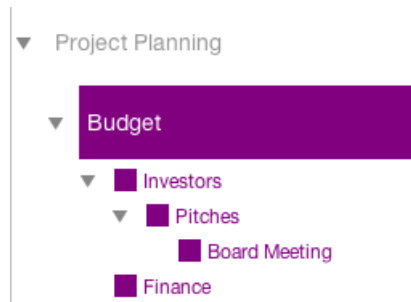 Project Planning
Budget
Investors
Pitches
Board Meeting
Finance